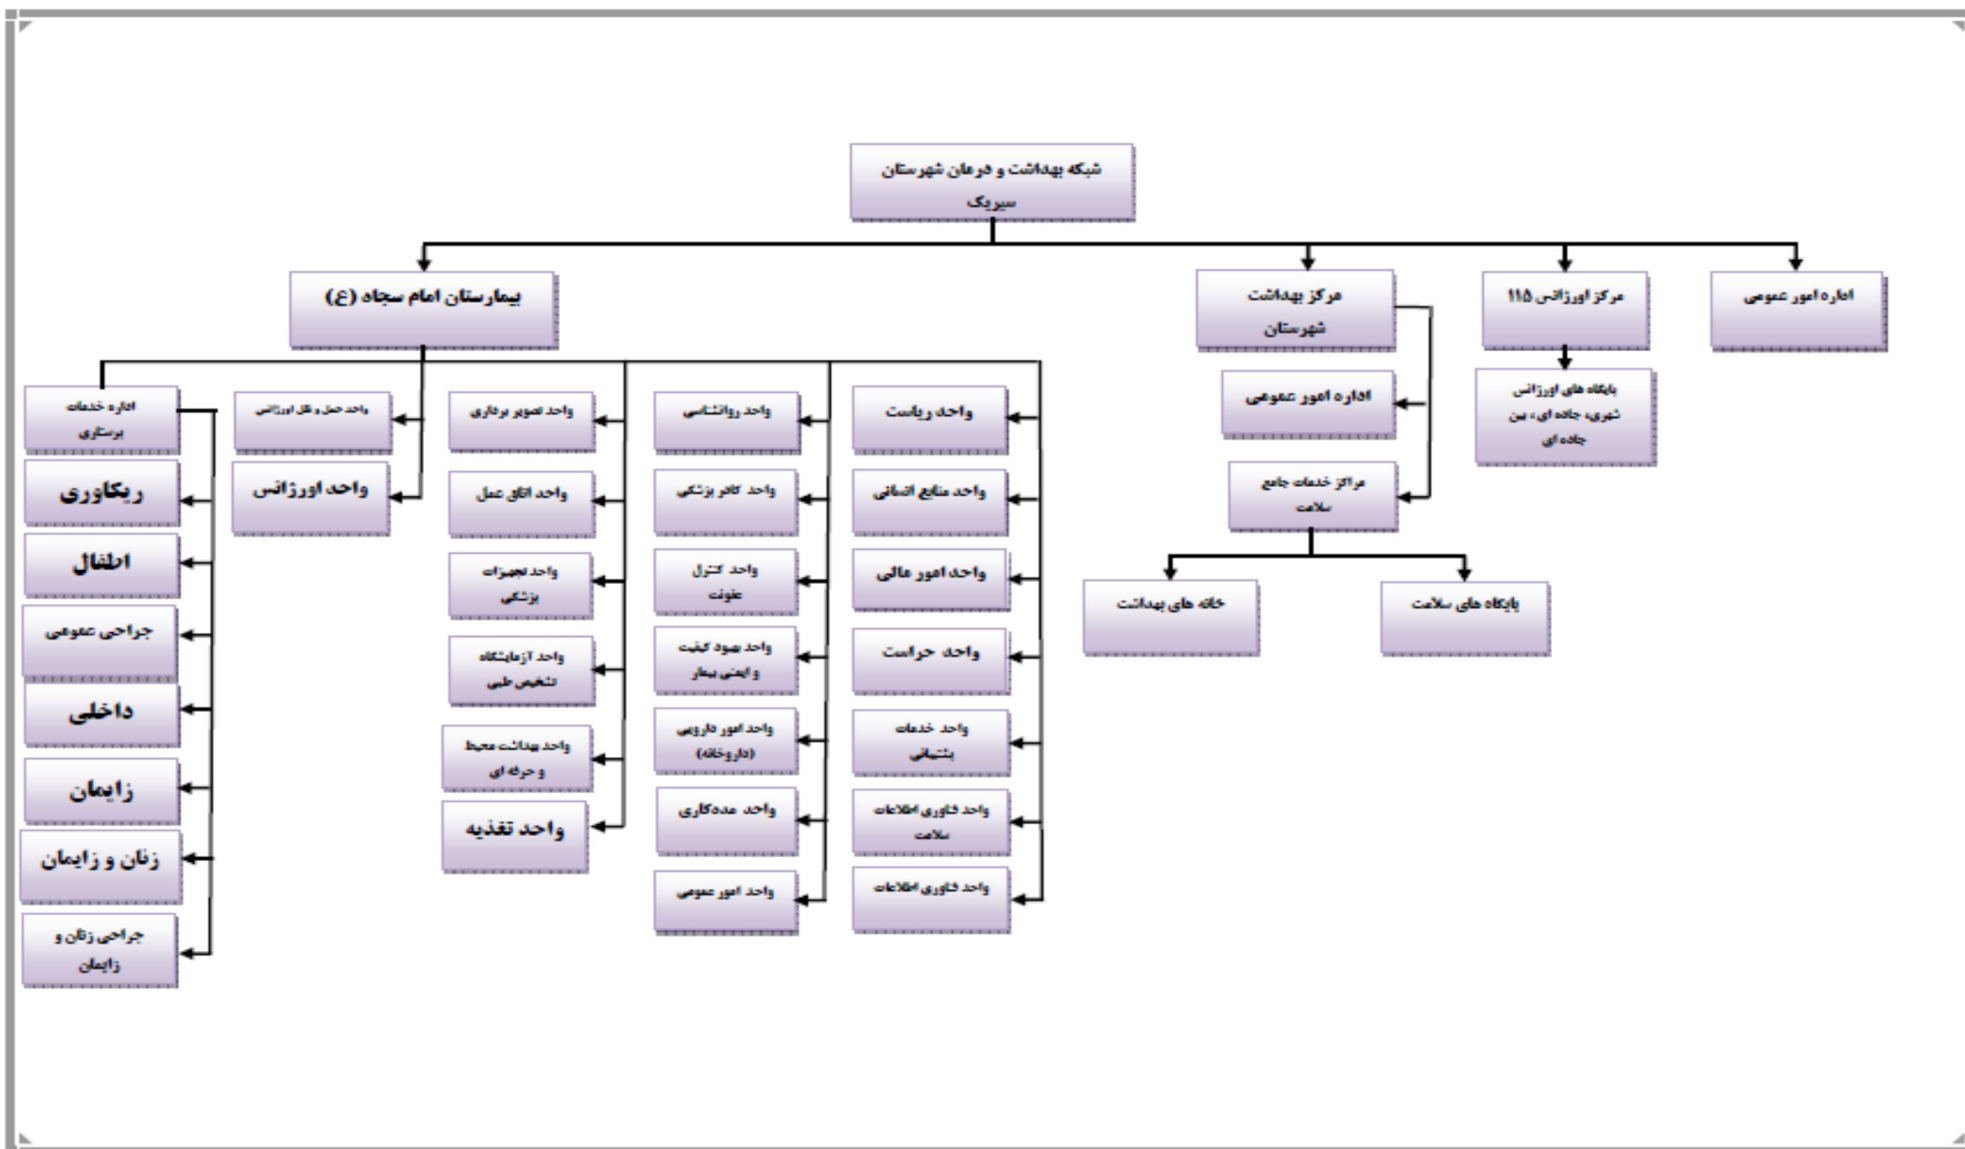 شبکه بهداشت و درمان شهرستان
سیریک
اداره امور عمومی
مرکز اورژانس ۱۱۵
پایگاه های اورژانس
شهری، جاده ای، بین
جاده ای
مرکز بهداشت
شهرستان
اداره امور عمومی
مراکز خدمات جامع
سلامت
پایگاه های سلامت
خانه های بهداشت
بیمارستان امام سجاد (ع)
واحد ریاست
واحد منابع انسانی
واحد امور مالی
واحد حراست
واحد خدمات
پشتیبانی
واحد فناوری اطلاعات
سلامت
واحد فناوری اطلاعات
واحد روانشناسی
واحد کادر پزشکی
واحد کنترل
عفونت
واحد بهبود کیفیت
و ایمنی بیمار
واحد امور دارویی
(داروخانه)
واحد مددکاری
واحد امور عمومی
واحد تصویر برداری
واحد اتاق عمل
واحد تجهیزات
پزشکی
واحد آزمایشگاه
تشخیص طبی
واحد بهداشت محیط
و حرفه ای
واحد تغذیه
واحد حمل و نقل اورژانس
واحد اورژانس
اداره خدمات
پرستاری
ریکاوری
اطفال
جراحی عمومی
داخلی
زایمان
زنان و زایمان
جراحی زنان و
زایمان